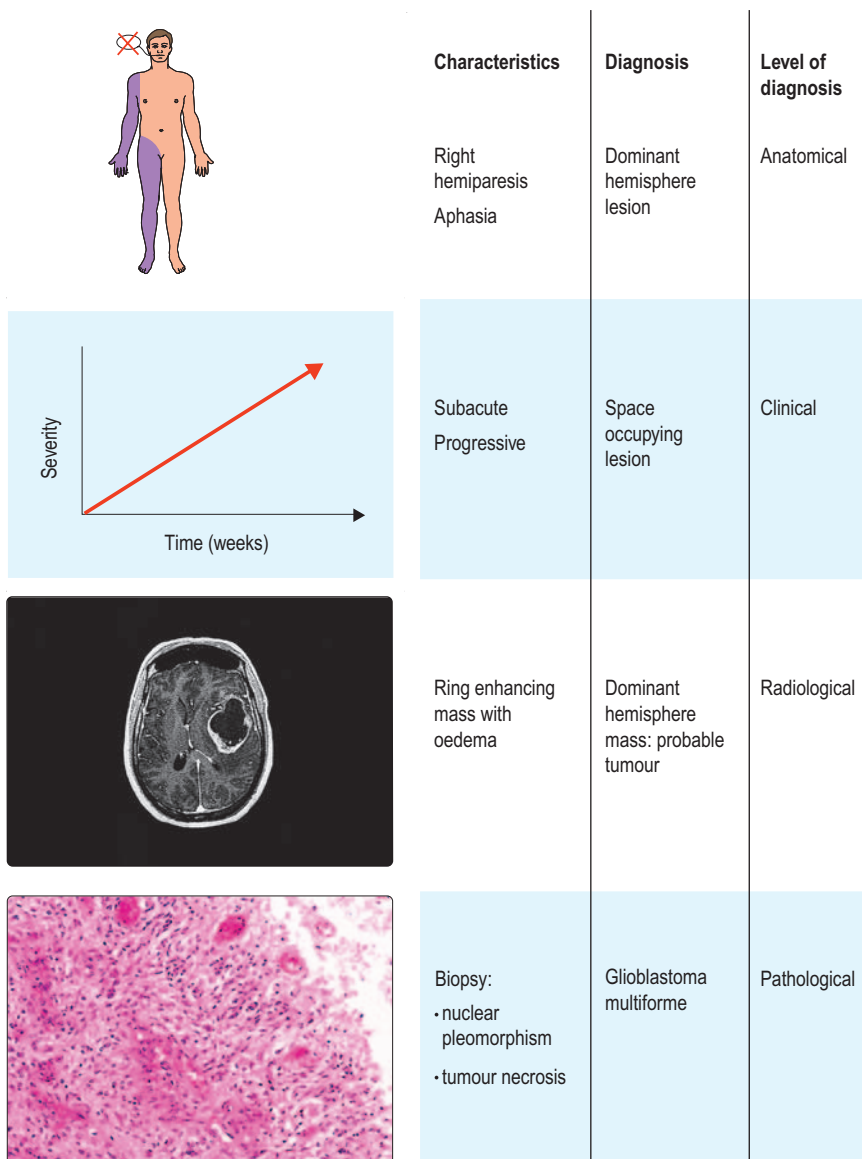 Characteristics
Diagnosis
Level of
diagnosis
Right
hemiparesis
Aphasia
Dominant
hemisphere
lesion
Anatomical
Severity
Time (weeks)
Subacute
Progressive
Space
occupying
lesion
Clinical
Ring enhancing
mass with
oedema
Dominant
hemisphere
mass: probable
tumour
Radiological
Biopsy:
• nuclear
pleomorphism
• tumour necrosis
Glioblastoma
multiforme
Pathological